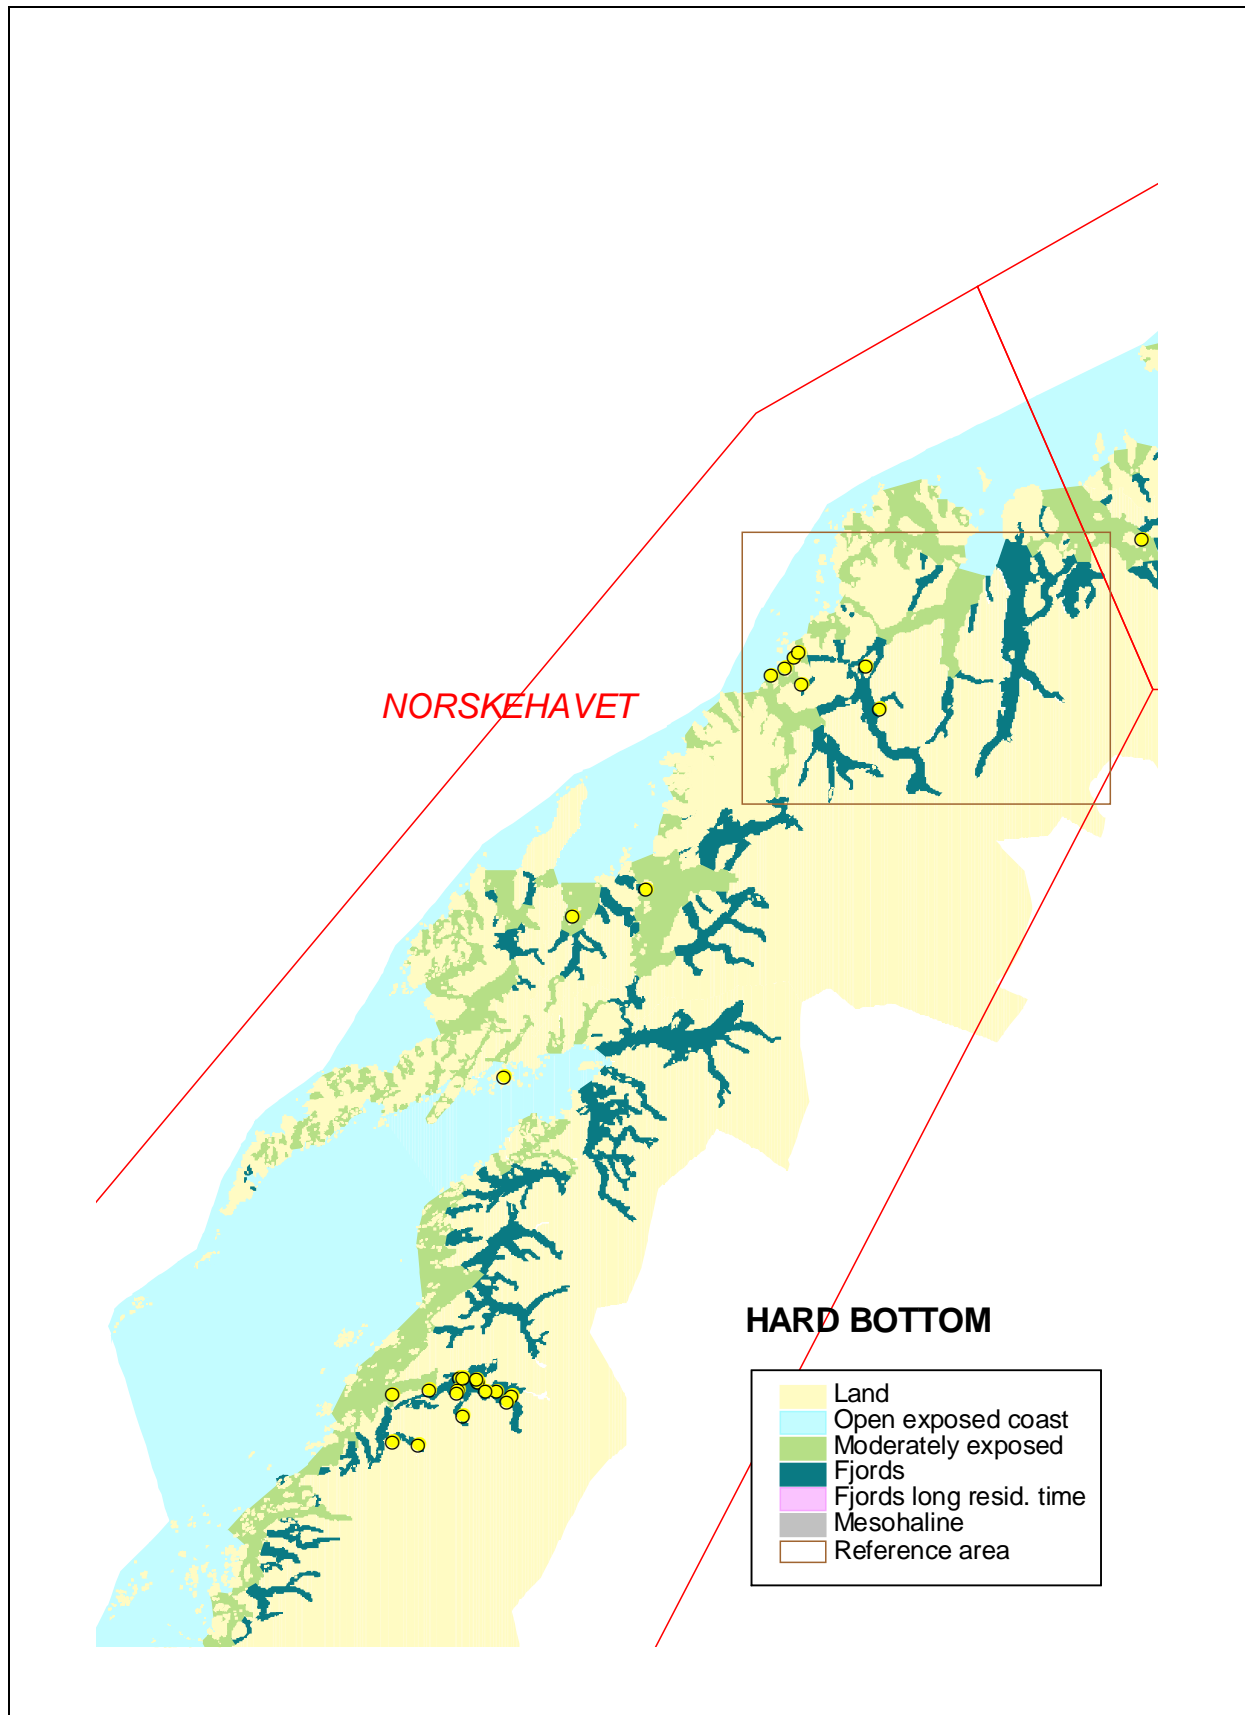 NORSKEHAVET
HARD BOTTOM
Land
Open exposed coast
Moderately exposed
Fjords
Fjords long resid. time
Mesohaline
Reference area